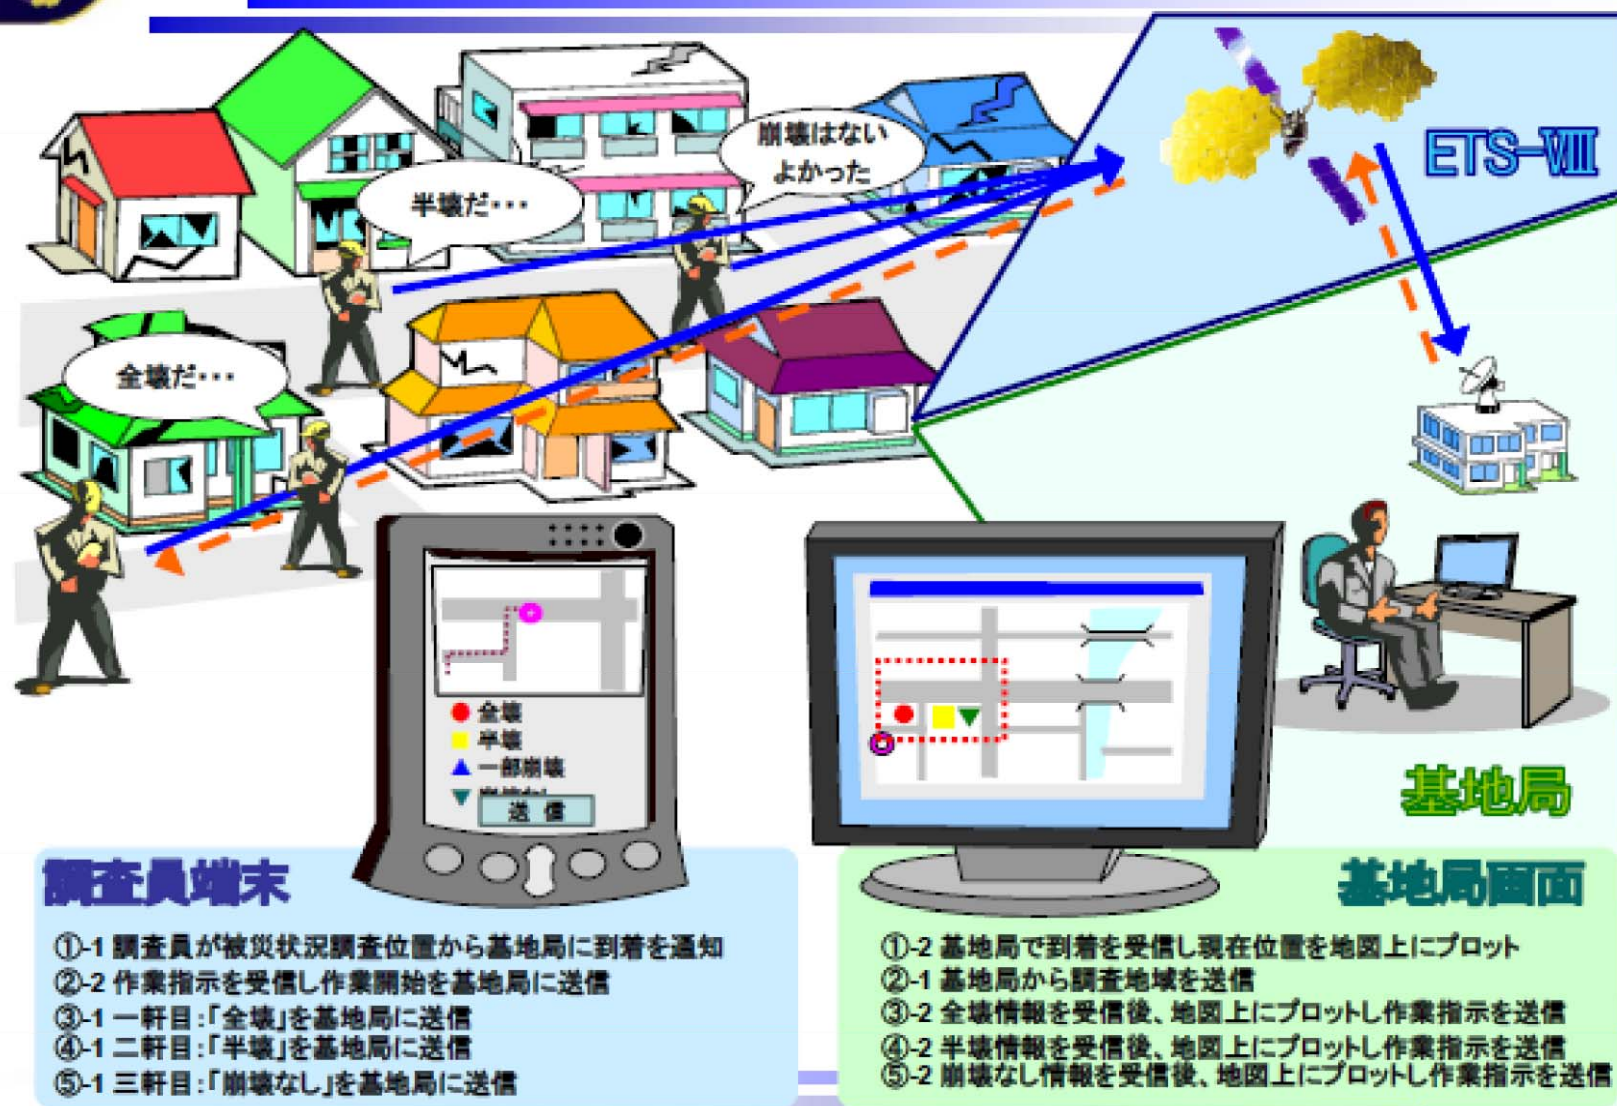 崩壊はない
よかった
半壊だ・・・
全壊だ・・・
ETS-Ⅷ
● 全壊
■ 半壊
▲ 一部崩壊
▼
送 信
基地局
調査員端末
①-1 調査員が被災状況調査位置から基地局に到着を通知
②-2 作業指示を受信し作業開始を基地局に送信
③-1 一軒目:「全壊」を基地局に送信
④-1 二軒目:「半壊」を基地局に送信
⑤-1 三軒目:「崩壊なし」を基地局に送信
基地局画面
①-2 基地局で到着を受信し現在位置を地図上にプロット
②-1 基地局から調査地域を送信
③-2 全壊情報を受信後、地図上にプロットし作業指示を送信
④-2 半壊情報を受信後、地図上にプロットし作業指示を送信
⑤-2 崩壊なし情報を受信後、地図上にプロットし作業指示を送信